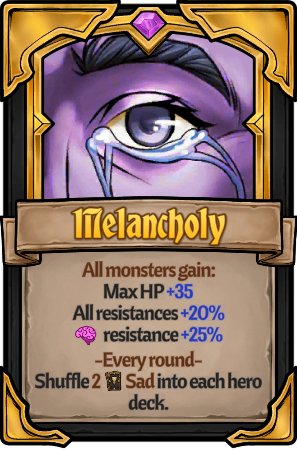 Melancholy
All monsters gain:
Max HP +35
All resistances +20%
resistance +25%
-Every round-
Shuffle 2 Sad into each hero
deck.